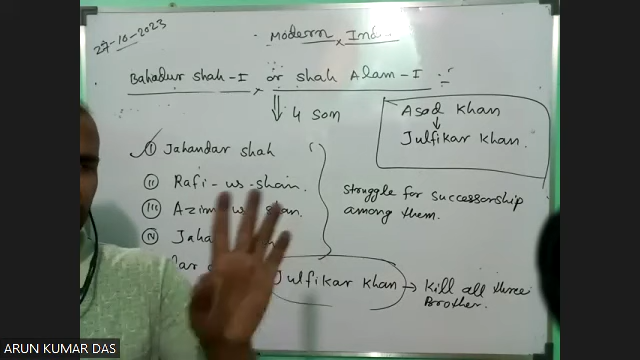 27-10-2023
Modern Ind
Bahadur shah-I or shah Alam-I :-
4 son
Asad khan
Julfikar khan.
(I) Jahandar shah
(II) Rafi-us-shan.
(III) Azim
(IV) Jaha
struggle for successorship
among them.
Julfikar khan → kill all three
Brother.
ARUN KUMAR DAS